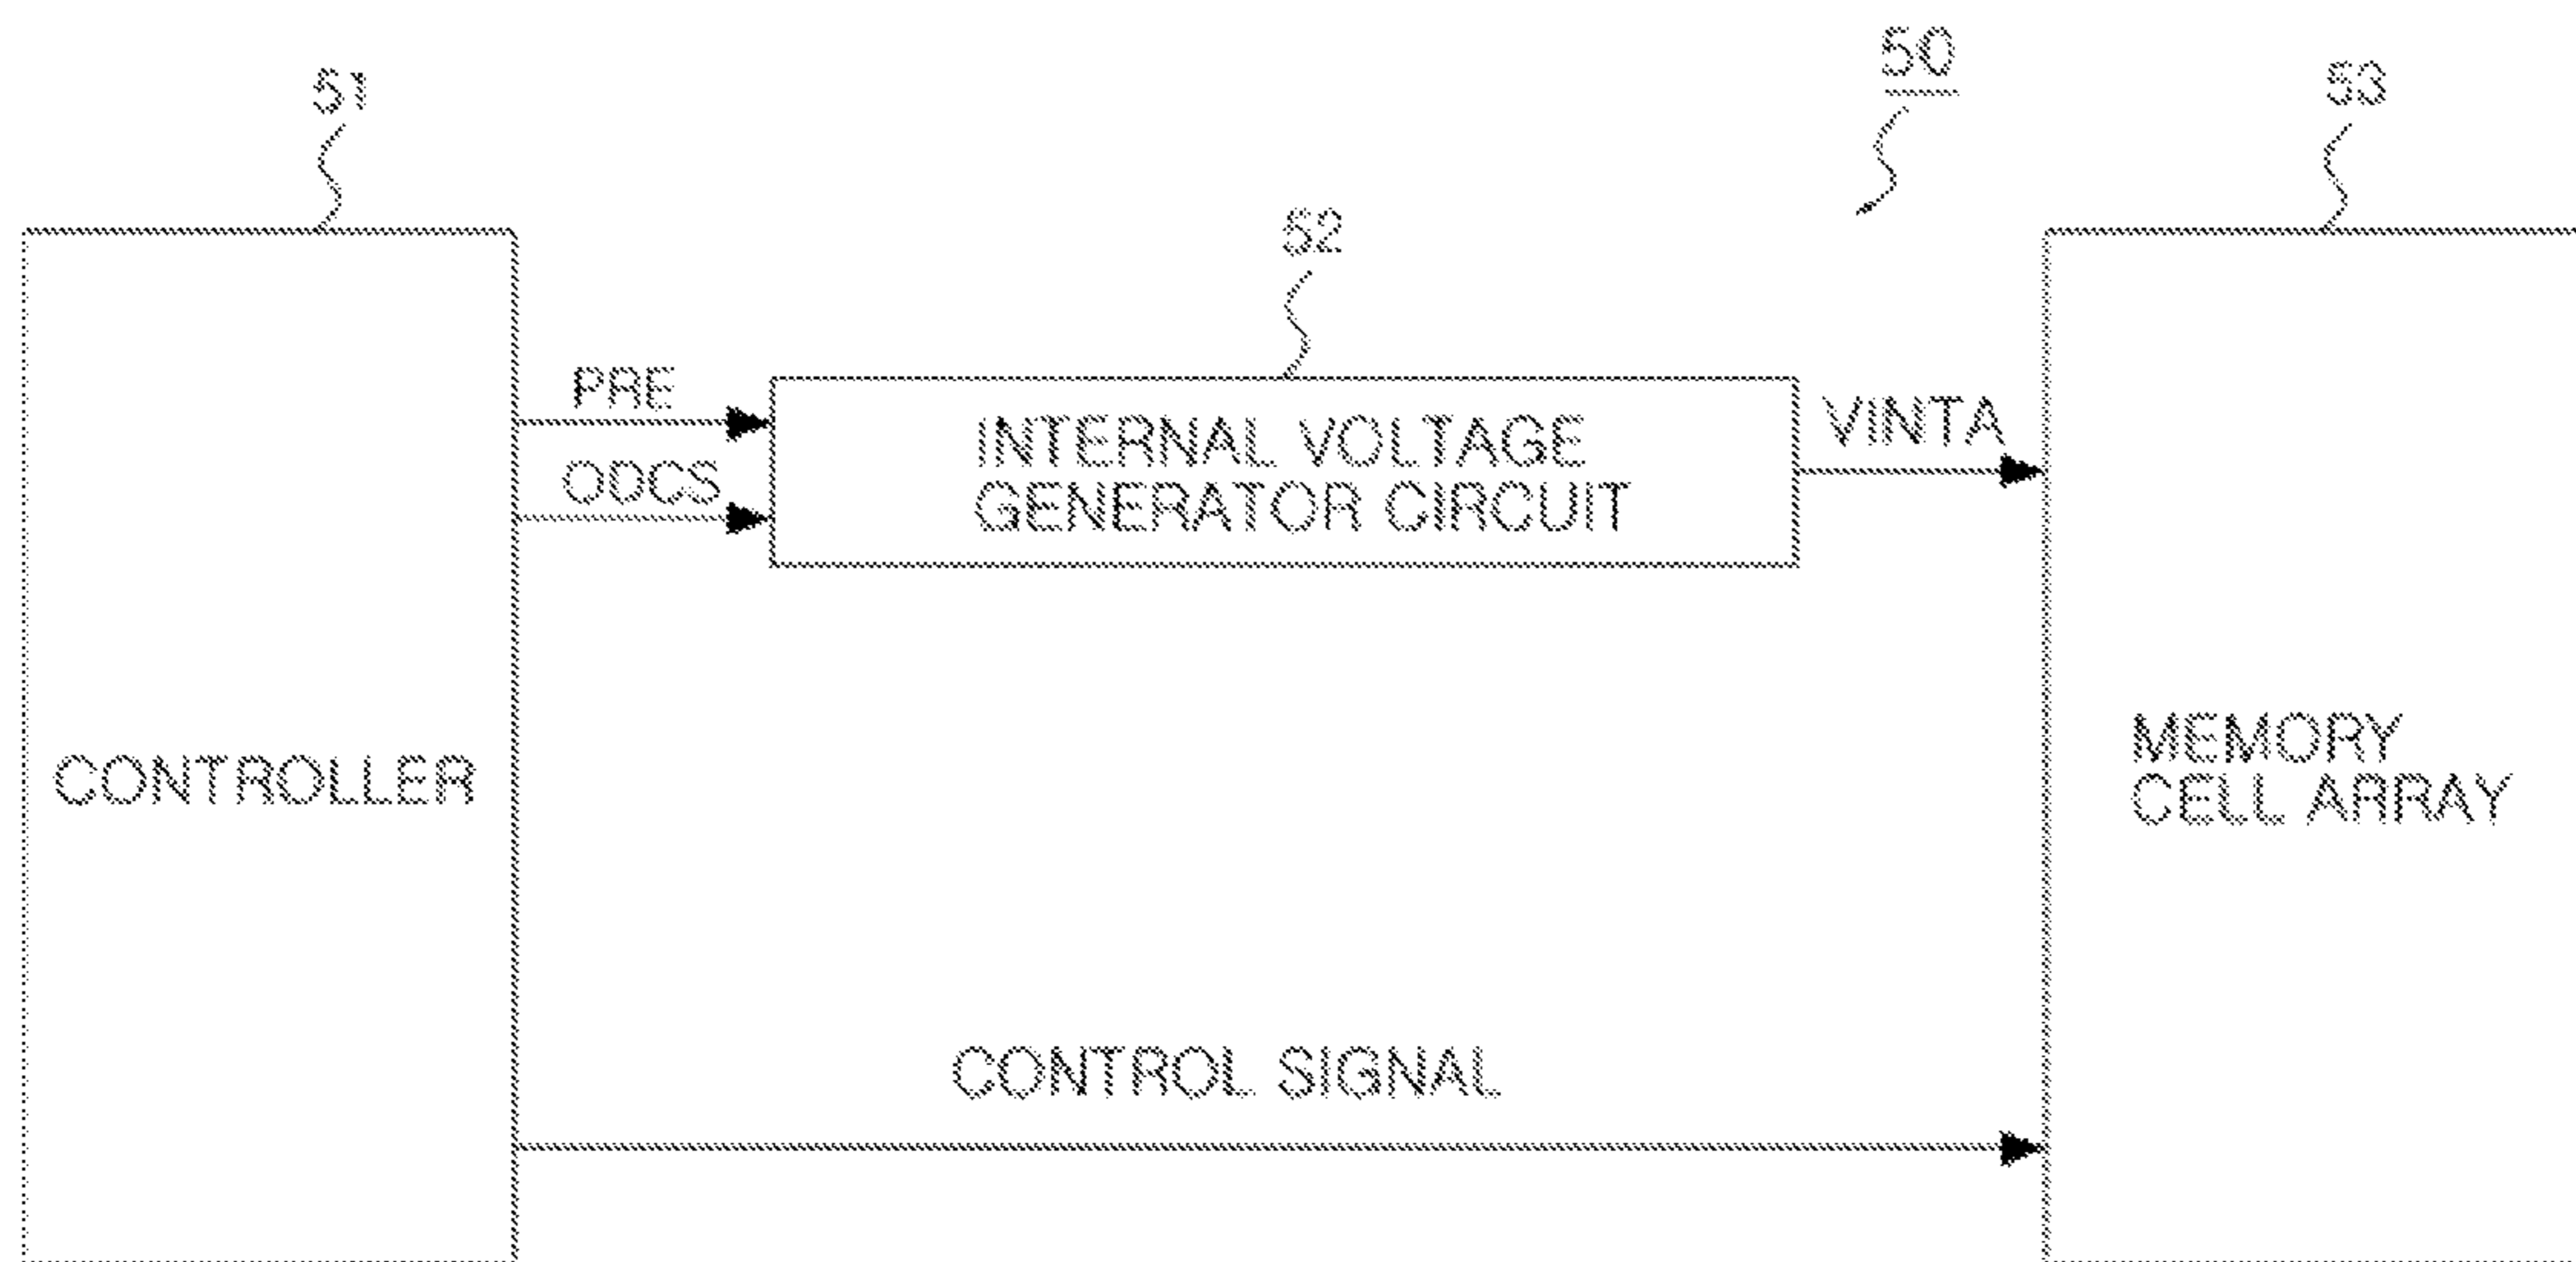 50
51
53
52
PRE
ODCS
INTERNAL VOLTAGE
GENERATOR CIRCUIT
VINTA
CONTROLLER
MEMORY
CELL ARRAY
CONTROL SIGNAL